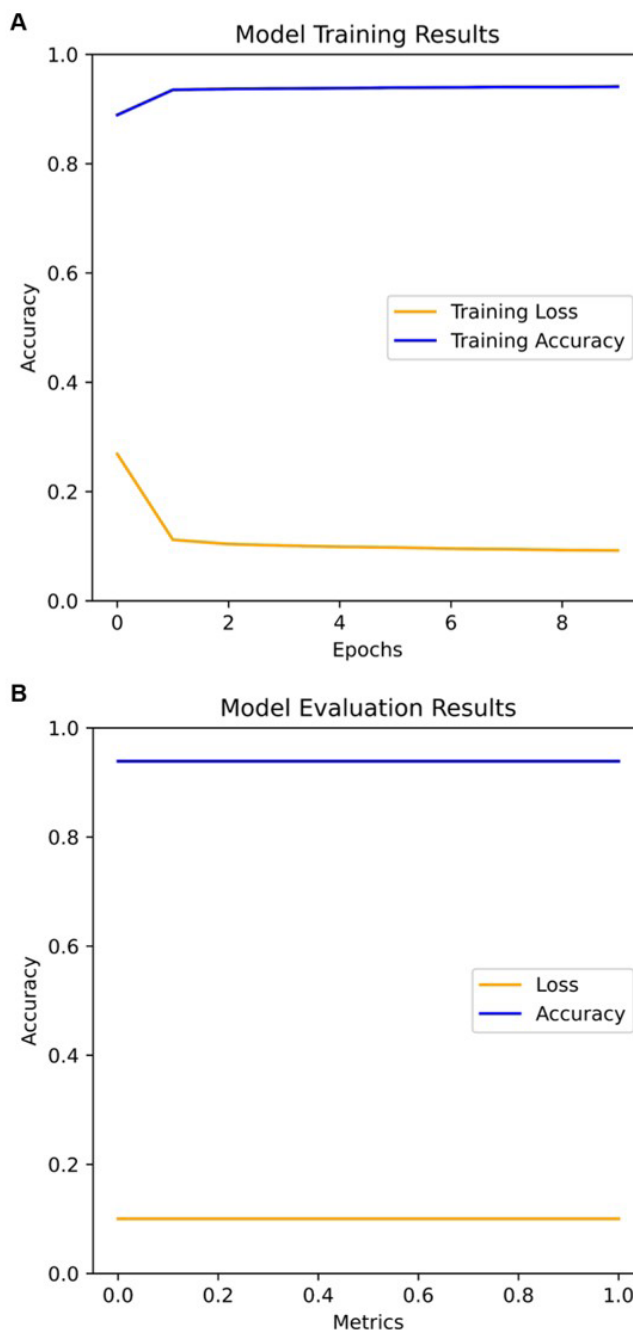 A
Model Training Results
1.0
0.8
0.6
0.4
0.2
0.0
Accuracy
Training Loss
Training Accuracy
0 2 4 6 8
Epochs
B
Model Evaluation Results
1.0
0.8
0.6
0.4
0.2
0.0
Accuracy
Loss
Accuracy
0.0 0.2 0.4 0.6 0.8 1.0
Metrics